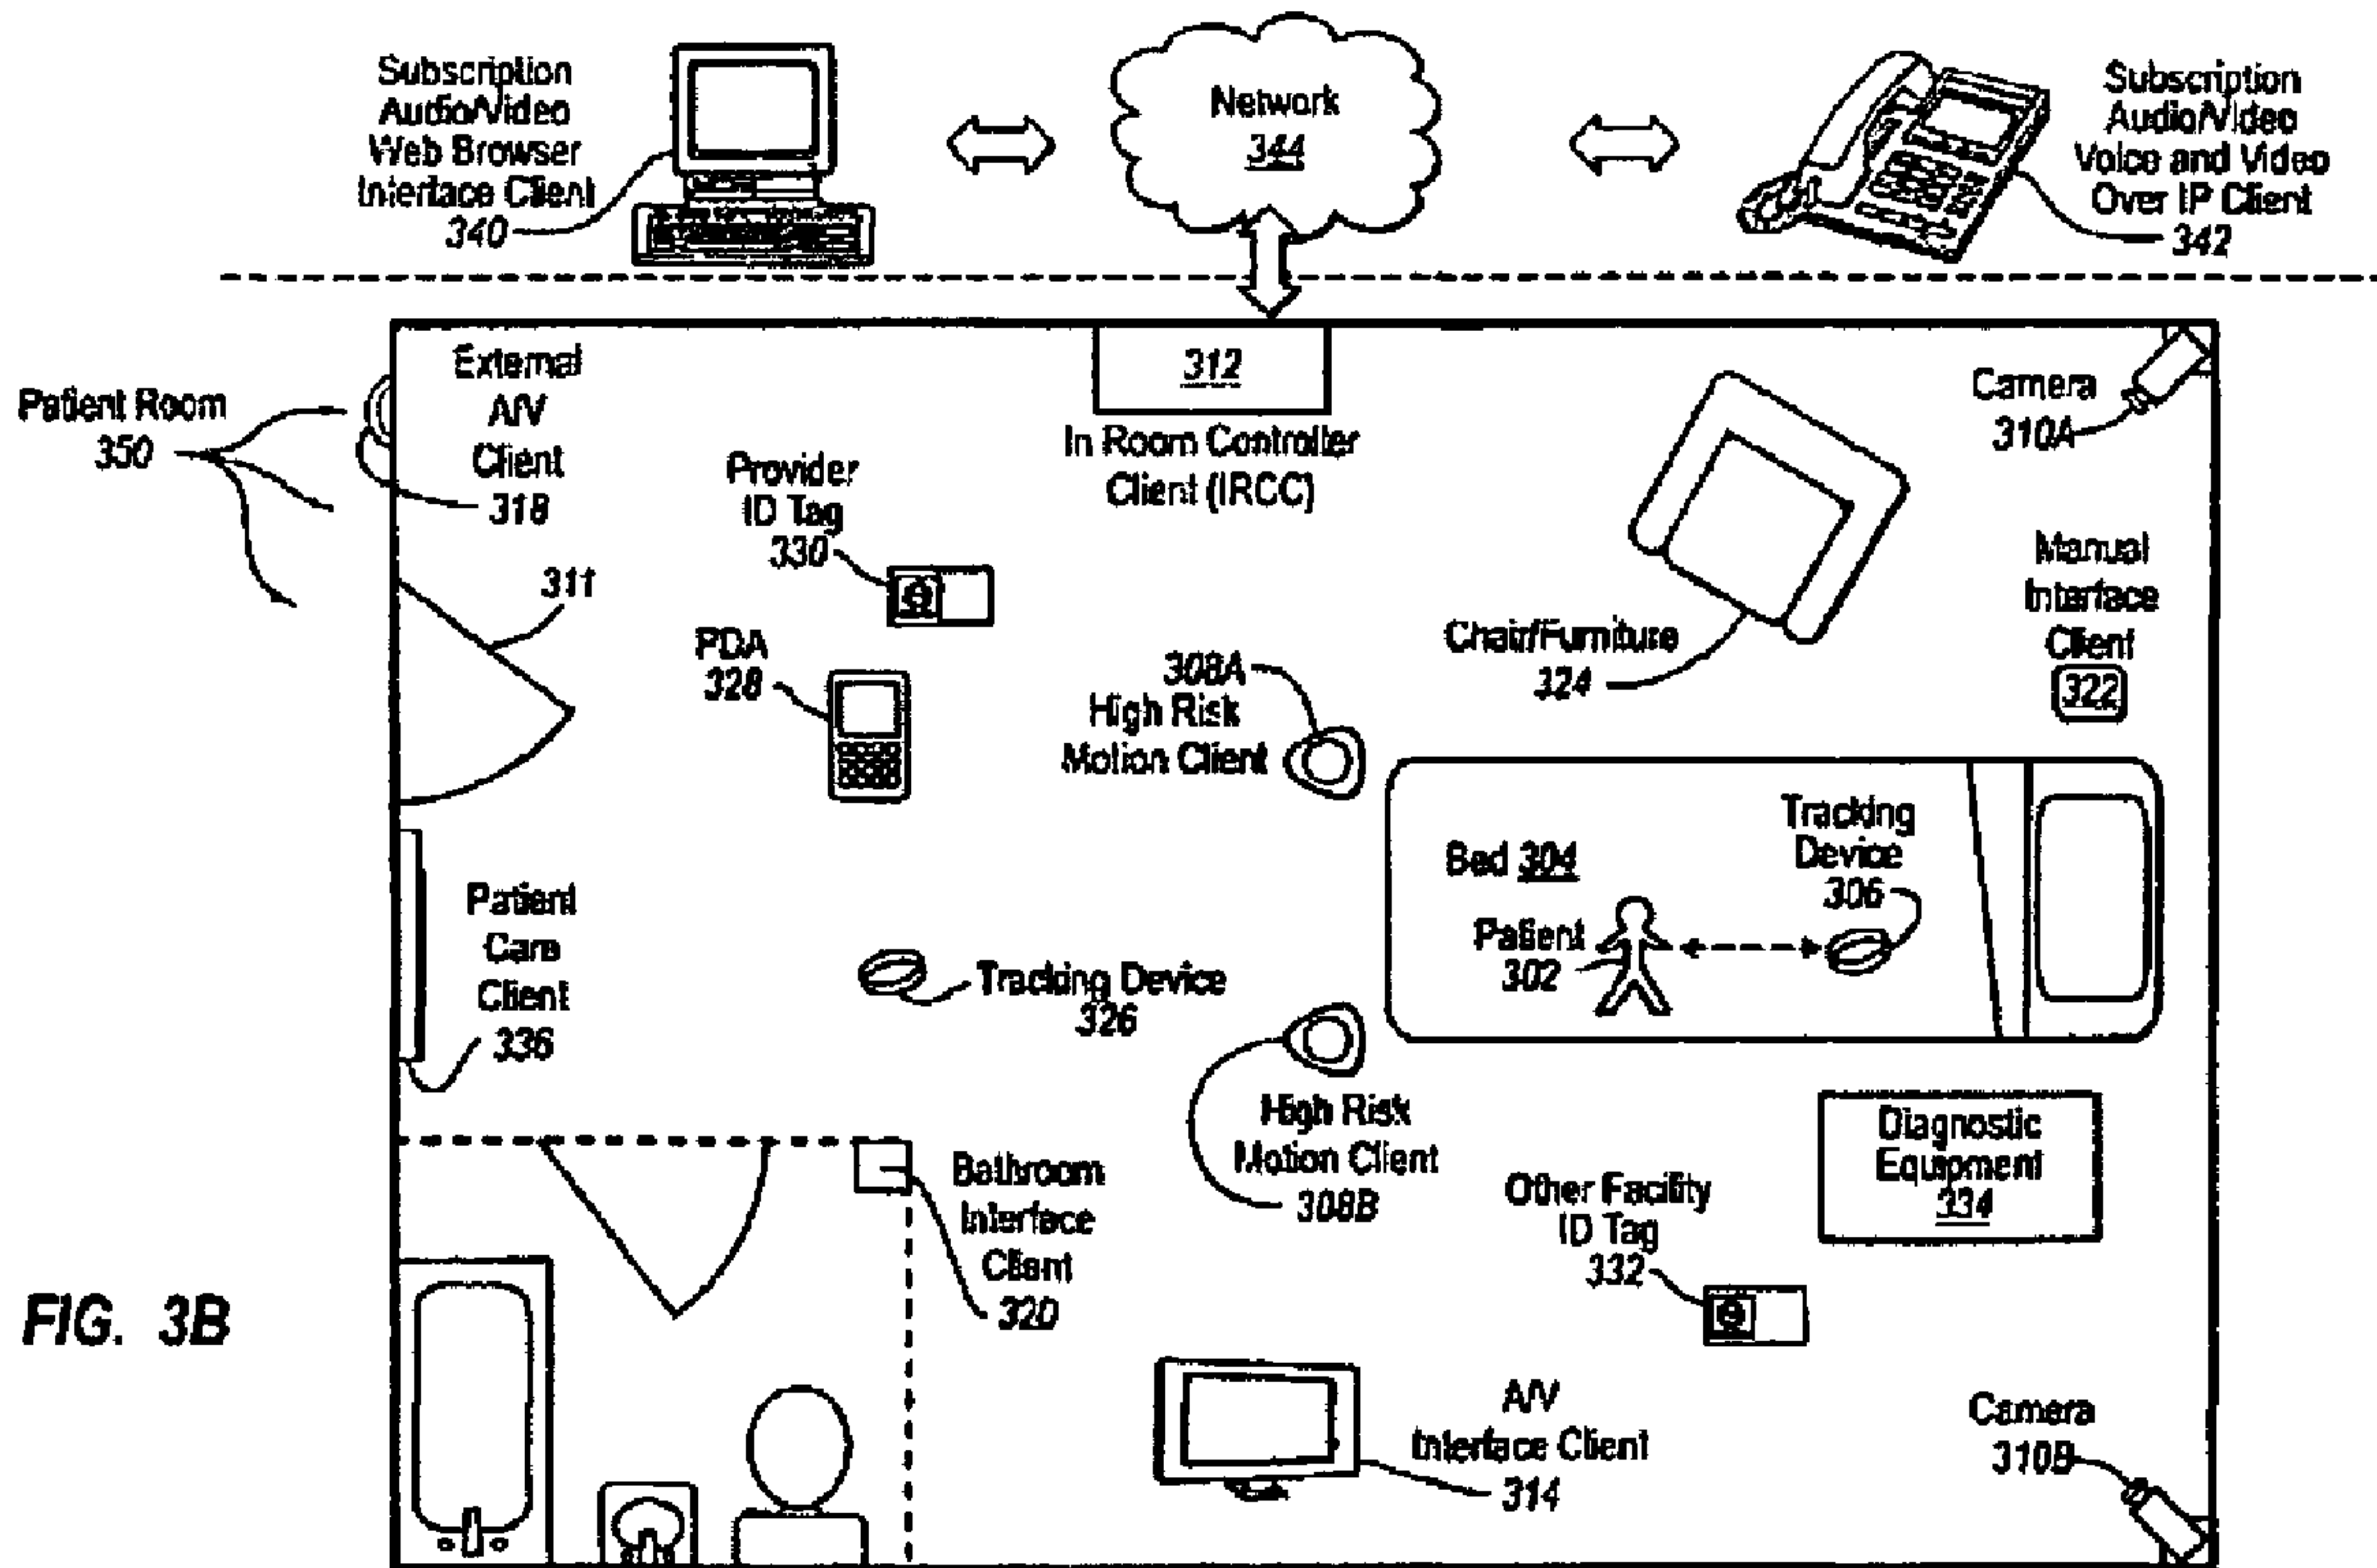 Subscription
Audio/Video
Web Browser
Interface Client
340
Network
344
Subscription
Audio/Video
Voice and Video
Over IP Client
342
Patient Room
350
External
A/V
Client
318
312
In Room Controller
Client (IRCC)
Camera
310A
Provider
ID Tag
330
311
PDA
328
308A
High Risk
Motion Client
Chair/Furniture
324
Manual
Interface
Client
322
Bed 304
Tracking
Device
306
Patient
302
Patient
Care
Client
336
Tracking Device
326
High Risk
Motion Client
308B
Diagnostic
Equipment
334
Bathroom
Interface
Client
320
Other Facility
ID Tag
332
FIG. 3B
A/V
Interface Client
314
Camera
310B